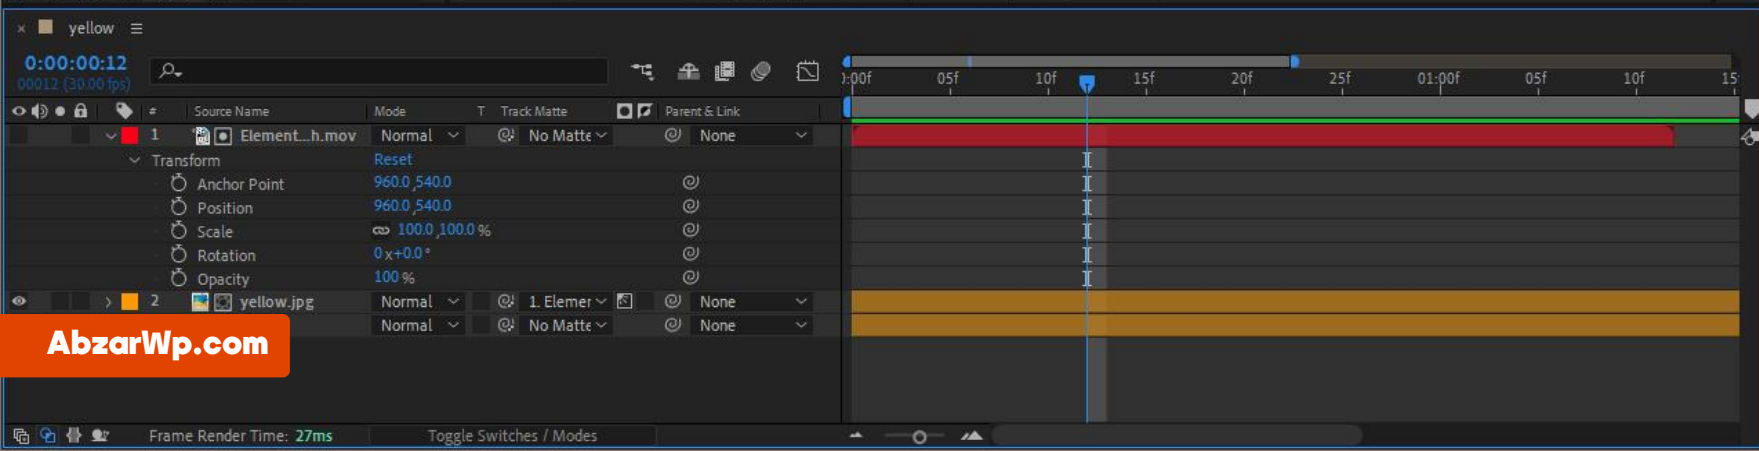 yellow
0:00:00:12
00012 (30.00 fps)
:00f 05f 10f 15f 20f 25f 01:00f 05f 10f 15
# Source Name Mode T Track Matte Parent & Link
1 Element...h.mov Normal No Matte None
Transform Reset
Anchor Point 960.0,540.0
Position 960.0,540.0
Scale 100.0,100.0%
Rotation 0x+0.0°
Opacity 100%
2 yellow.jpg Normal 1. Elemer None
Normal No Matte None
AbzarWp.com
Frame Render Time: 27ms Toggle Switches / Modes